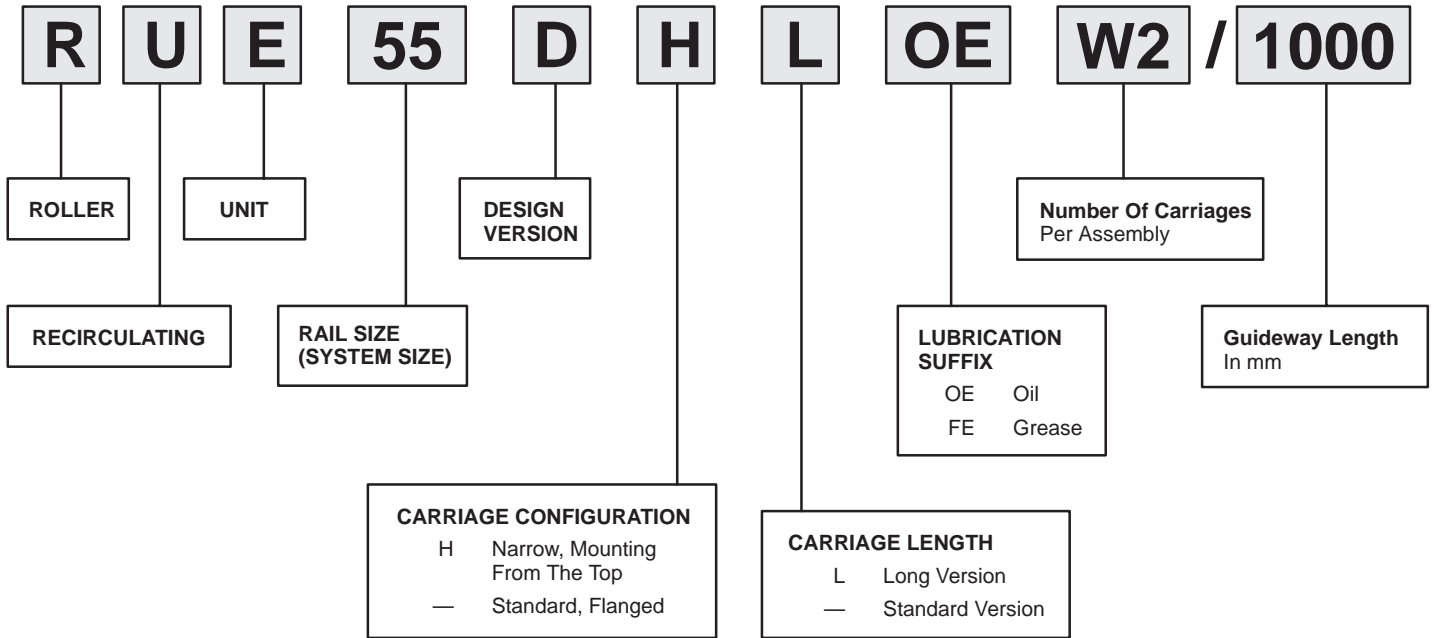 R U E 55 D H L OE W2 / 1000
ROLLER
UNIT
DESIGN
VERSION
Number Of Carriages
Per Assembly
RECIRCULATING
RAIL SIZE
(SYSTEM SIZE)
LUBRICATION
SUFFIX
OE Oil
FE Grease
Guideway Length
In mm
CARRIAGE CONFIGURATION
H Narrow, Mounting
From The Top
— Standard, Flanged
CARRIAGE LENGTH
L Long Version
— Standard Version